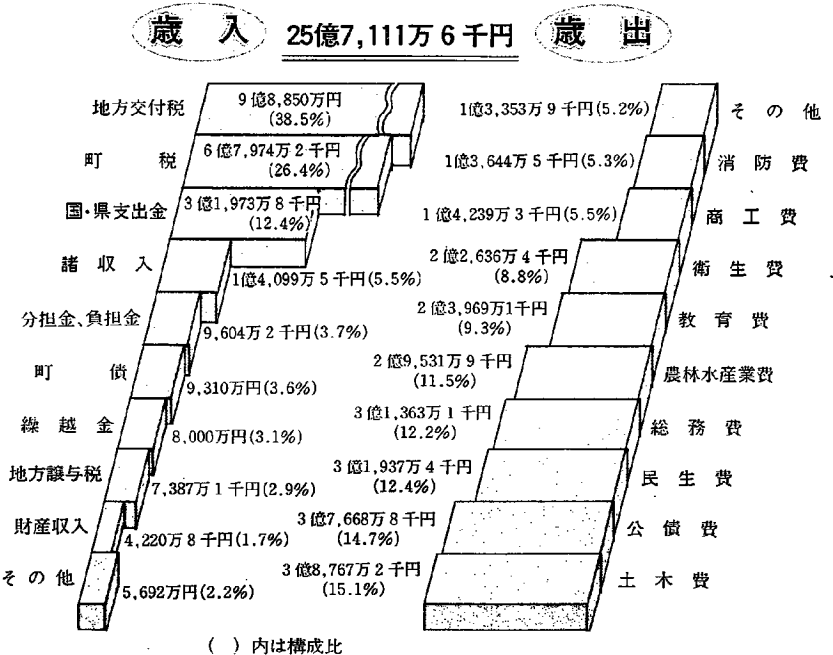 歳入 25億7,111万6千円 歳出
地方交付税 9億8,850万円
(38.5%)
町税 6億7,974万2千円
(26.4%)
国・県支出金 3億1,973万8千円
(12.4%)
諸収入 1億4,099万5千円(5.5%)
分担金、負担金 9,604万2千円(3.7%)
町債 9,310万円(3.6%)
繰越金 8,000万円(3.1%)
地方譲与税 7,387万1千円(2.9%)
財産収入 4,220万8千円(1.7%)
その他 5,692万円(2.2%)
1億3,353万9千円(5.2%) その他
1億3,644万5千円(5.3%) 消防費
1億4,239万3千円(5.5%) 商工費
2億2,636万4千円
(8.8%) 衛生費
2億3,969万1千円
(9.3%) 教育費
2億9,531万9千円
(11.5%) 農林水産業費
3億1,363万1千円
(12.2%) 総務費
3億1,937万4千円
(12.4%) 民生費
3億7,668万8千円
(14.7%) 公債費
3億8,767万2千円
(15.1%) 土木費
( )内は構成比